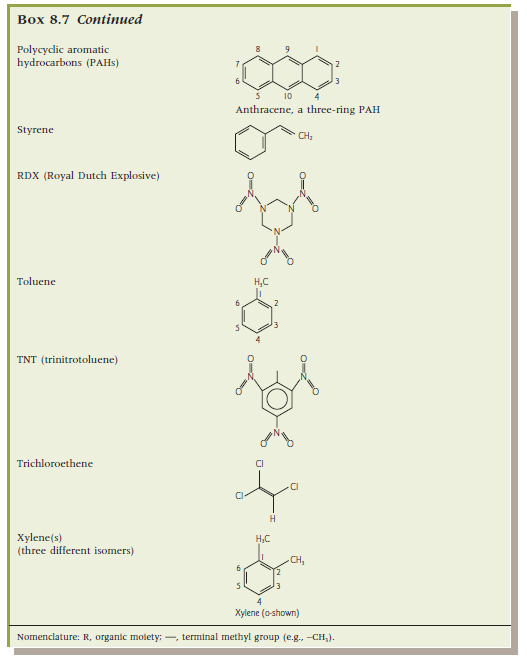 Box 8.7 Continued
Polycyclic aromatic
hydrocarbons (PAHs)
8 9 1
7 2
6 3
5 10 4
Anthracene, a three-ring PAH
Styrene
CH₂
RDX (Royal Dutch Explosive)
O O
N N
O N N O
N
N
O O
Toluene
H₃C
1
6 2
5 3
4
TNT (trinitrotoluene)
O O
N N
O O
N
O O
Trichloroethene
Cl
Cl Cl
H
Xylene(s)
(three different isomers)
H₃C
1 CH₃
6 2
5 3
4
Xylene (o-shown)
Nomenclature: R, organic moiety; —, terminal methyl group (e.g., –CH₃).